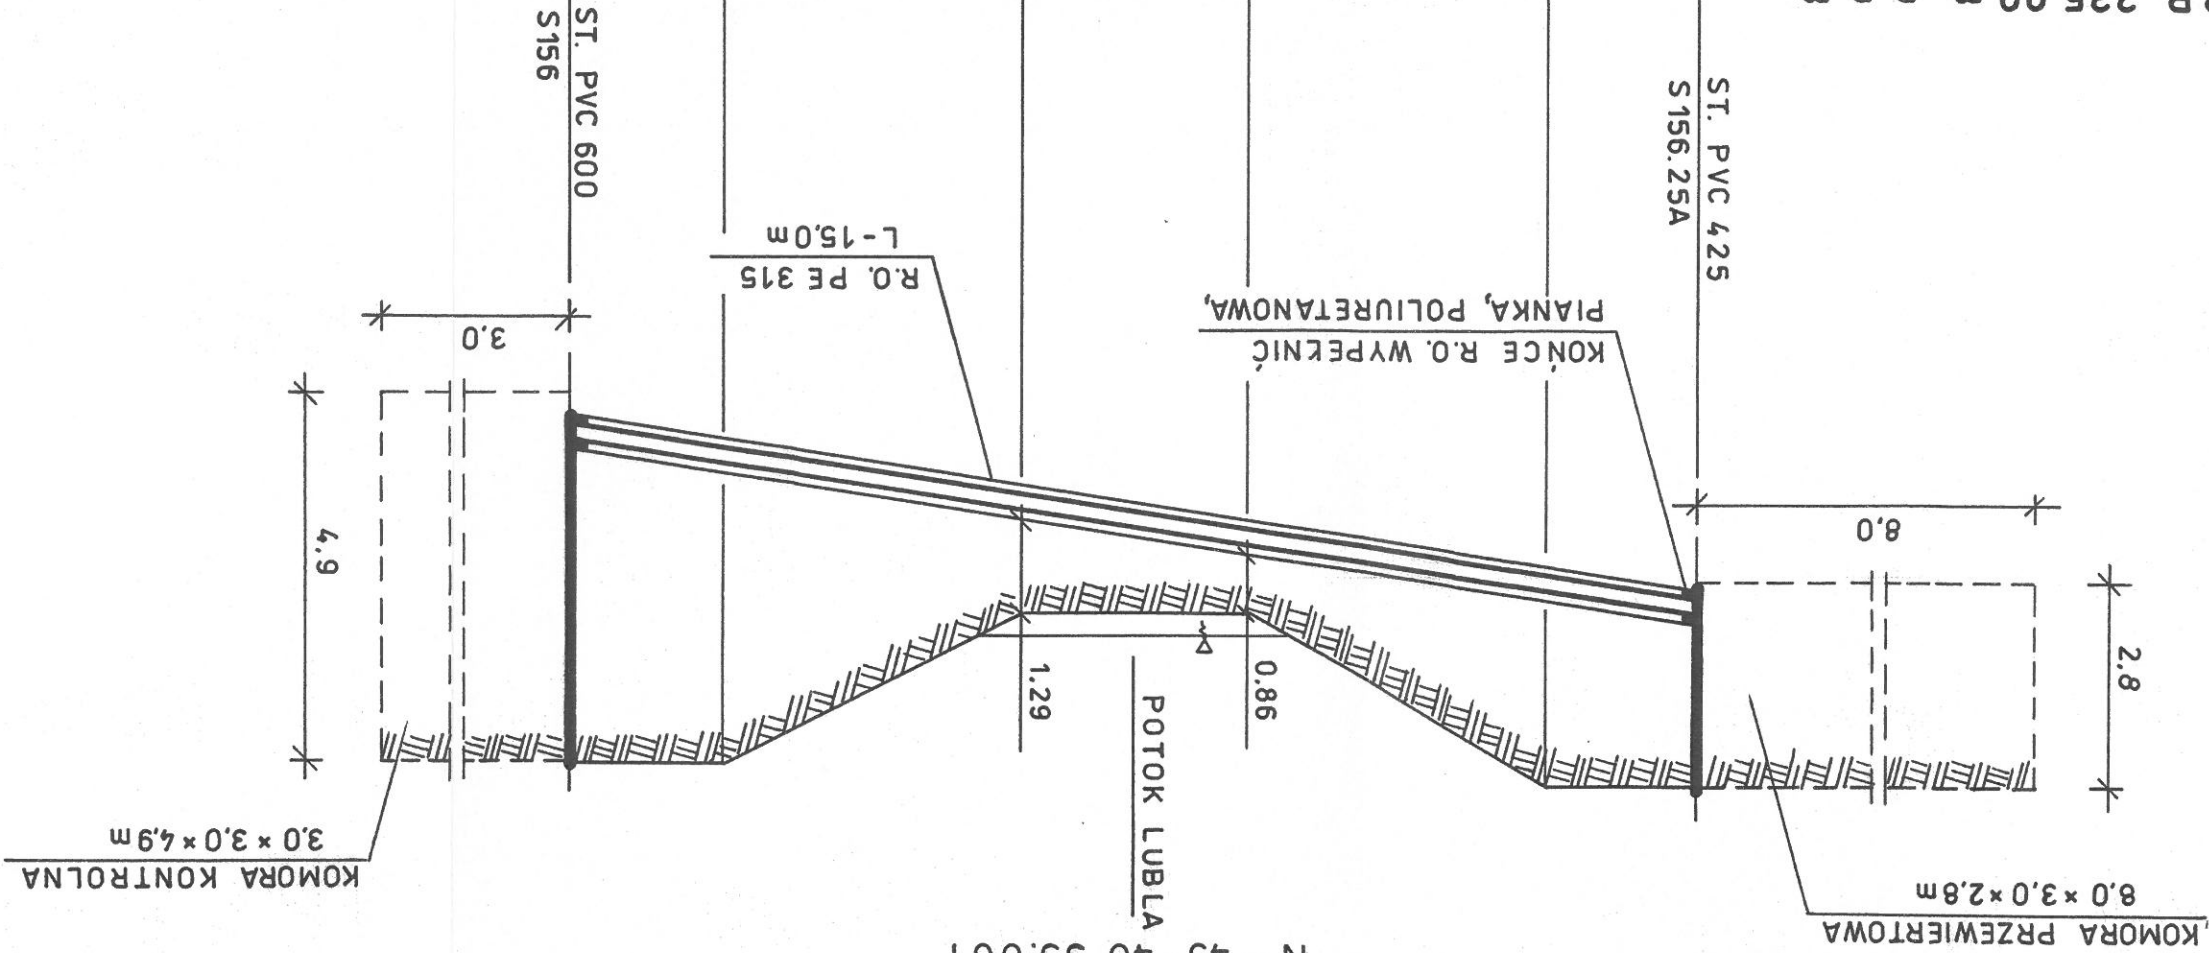 KOMORA PRZEWIERTOWA
8,0 × 3,0 × 2,8m
KOMORA KONTROLNA
3,0 × 3,0 × 4,9m
POTOK LUBLA
0.86
1.29
2.8
4.9
8,0
3,0
KOŃCE R.O. WYPEŁNIĆ
PIANKĄ POLIURETANOWĄ
R.O. PE 315
L-15,0m
ST. PVC 425
S156.25A
ST. PVC 600
S156